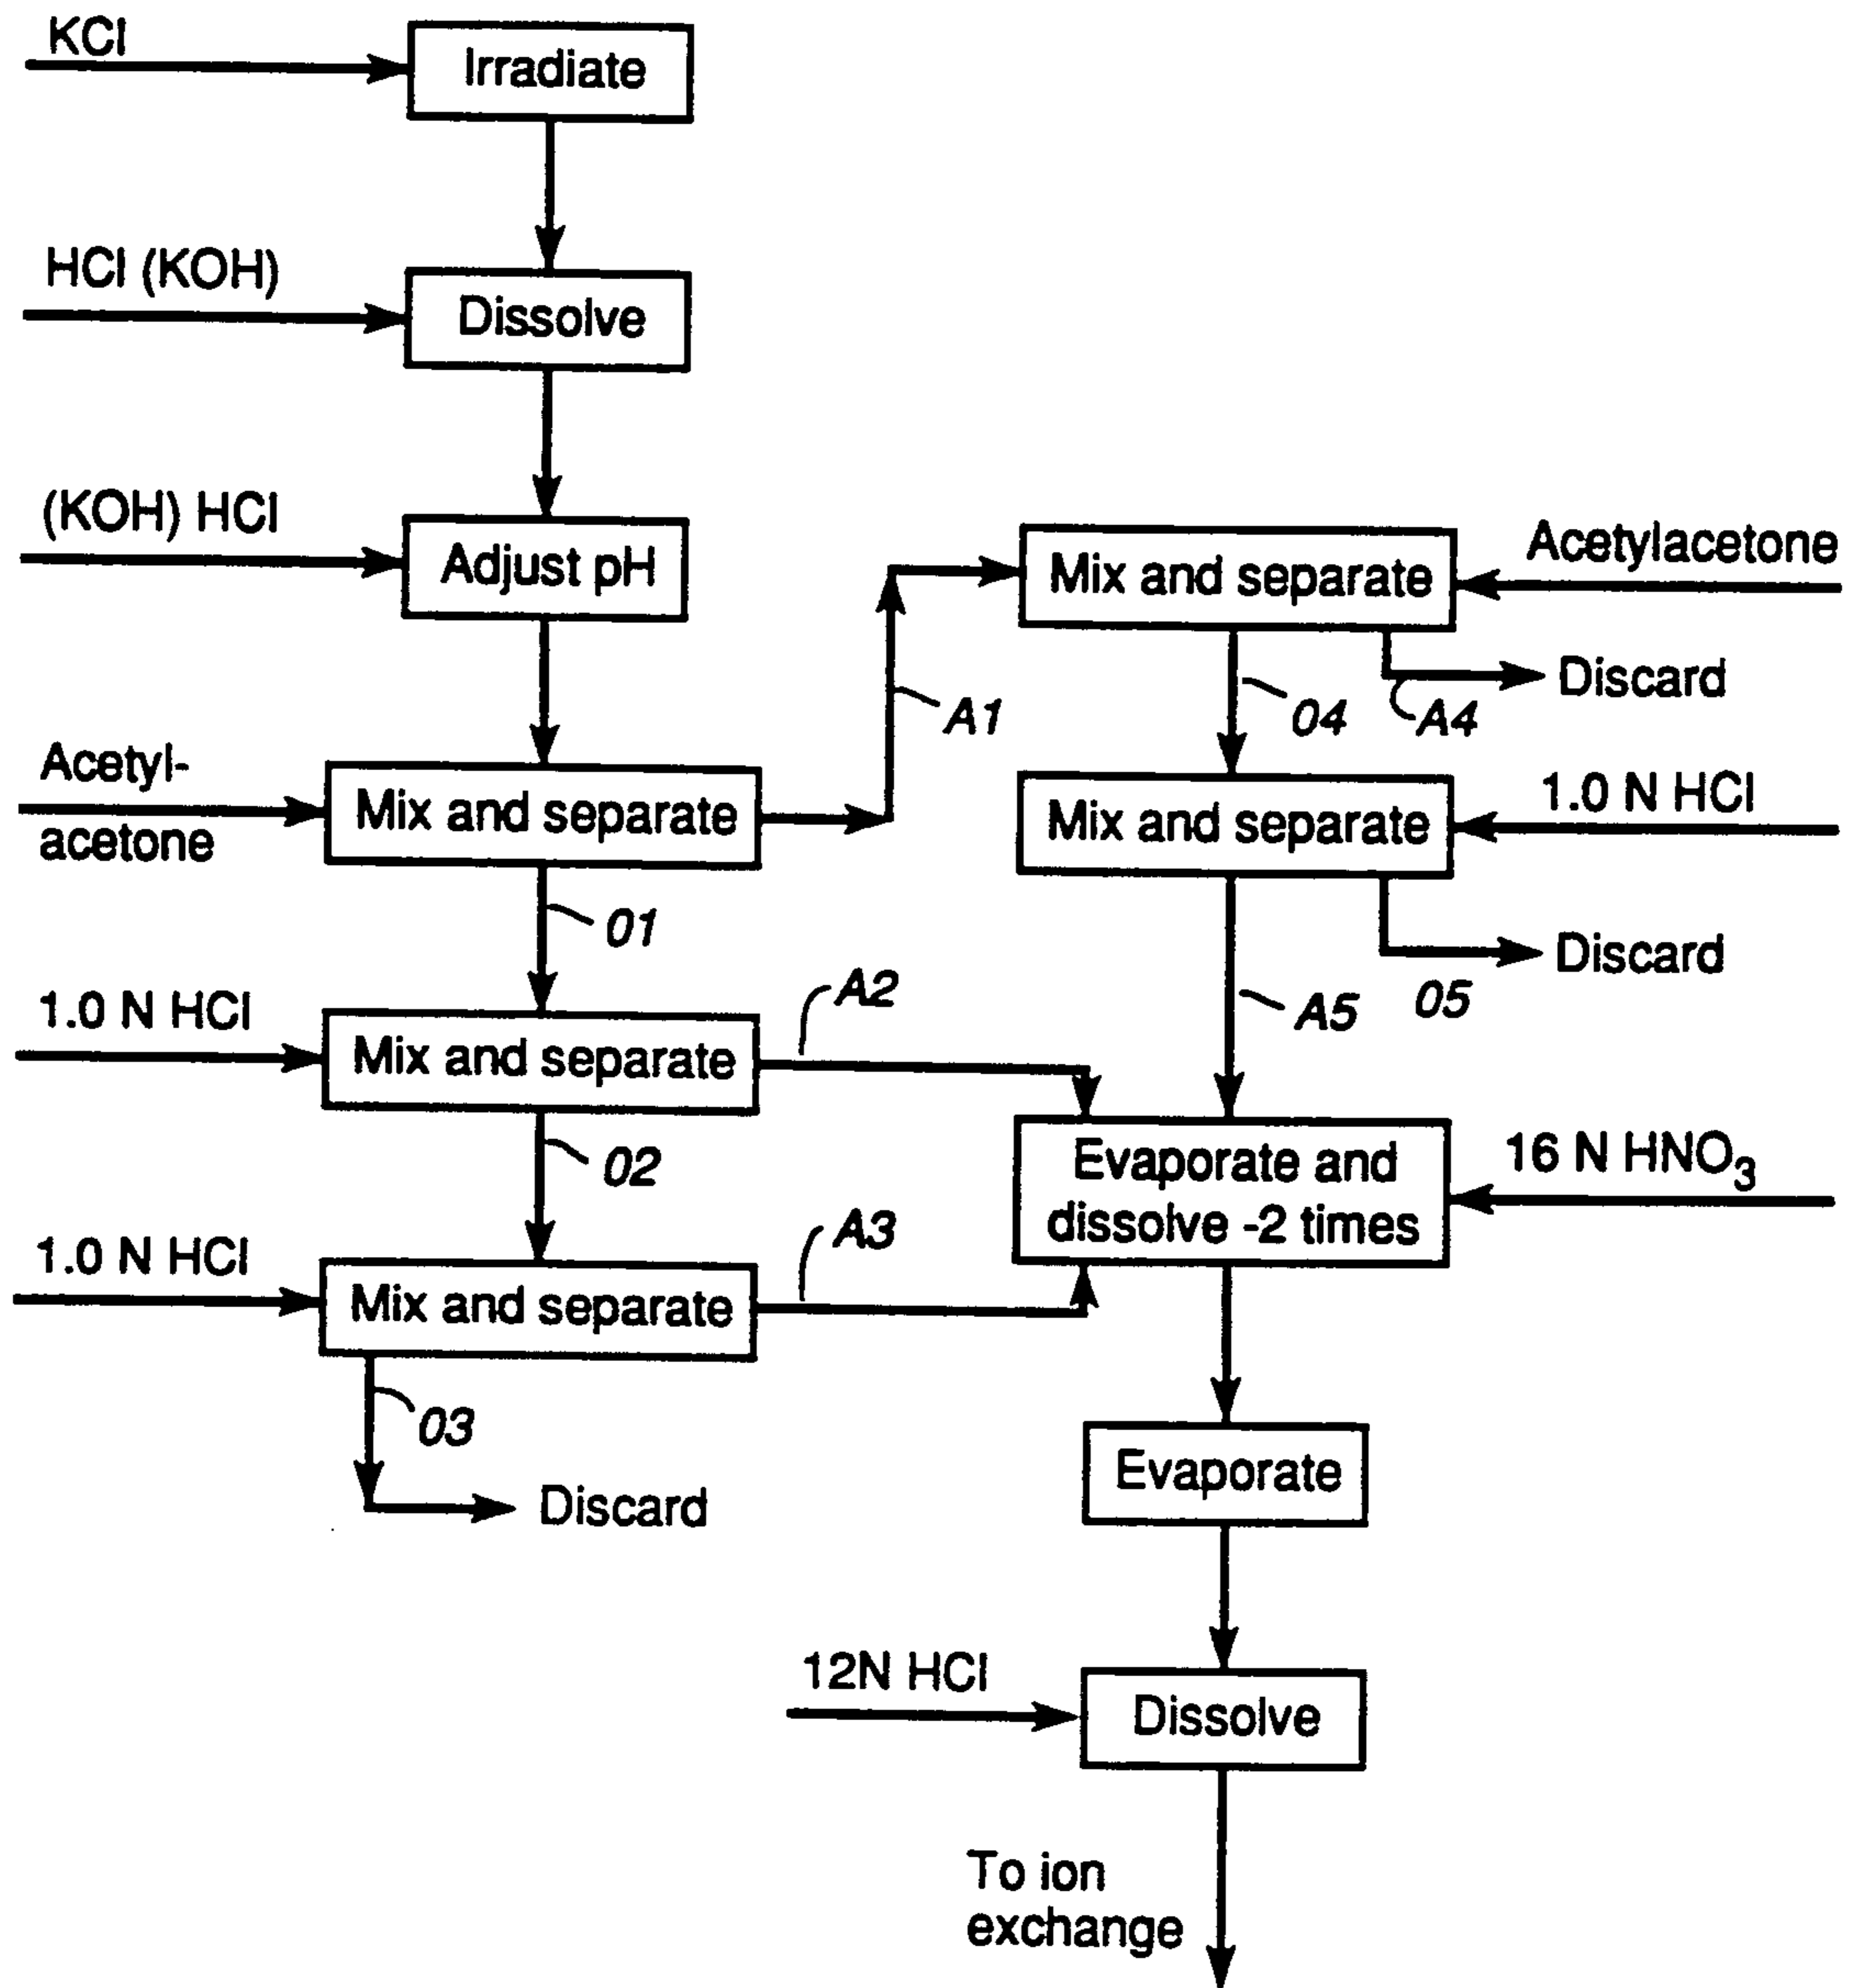 KCl
Irradiate
HCl (KOH)
Dissolve
(KOH) HCl
Adjust pH
Acetyl-
acetone
Mix and separate
A1
Mix and separate
Acetylacetone
04
A4
Discard
Mix and separate
1.0 N HCl
Discard
05
A5
01
1.0 N HCl
Mix and separate
A2
02
1.0 N HCl
Mix and separate
A3
03
Discard
Evaporate and
dissolve -2 times
16 N HNO₃
Evaporate
12N HCl
Dissolve
To ion
exchange